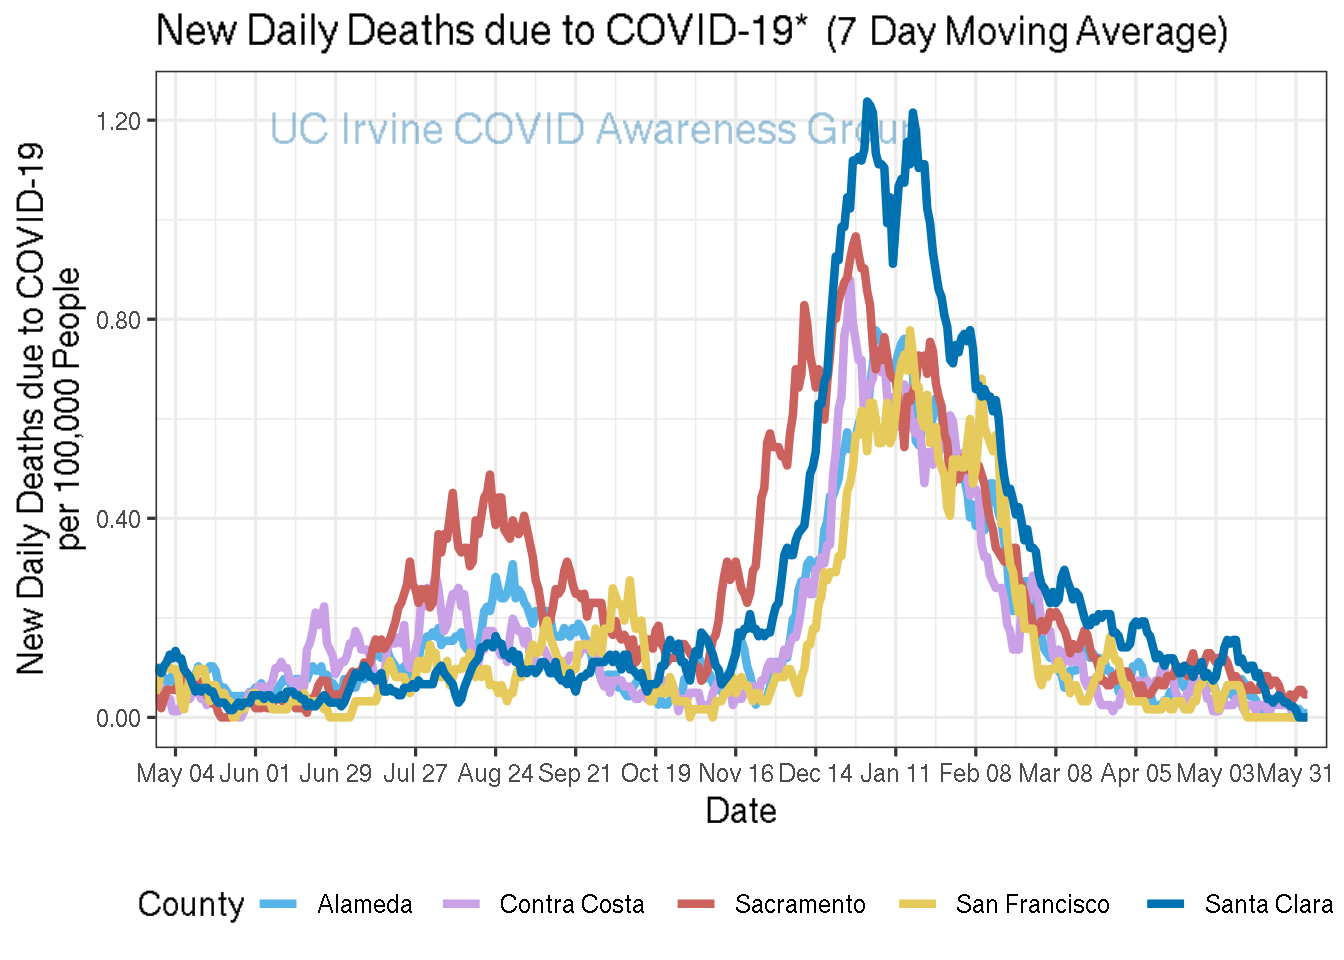 New Daily Deaths due to COVID-19* (7 Day Moving Average)
UC Irvine COVID Awareness Group
New Daily Deaths due to COVID-19
per 100,000 People
1.20
0.80
0.40
0.00
May 04 Jun 01 Jun 29 Jul 27 Aug 24 Sep 21 Oct 19 Nov 16 Dec 14 Jan 11 Feb 08 Mar 08 Apr 05 May 03 May 31
Date
County Alameda Contra Costa Sacramento San Francisco Santa Clara